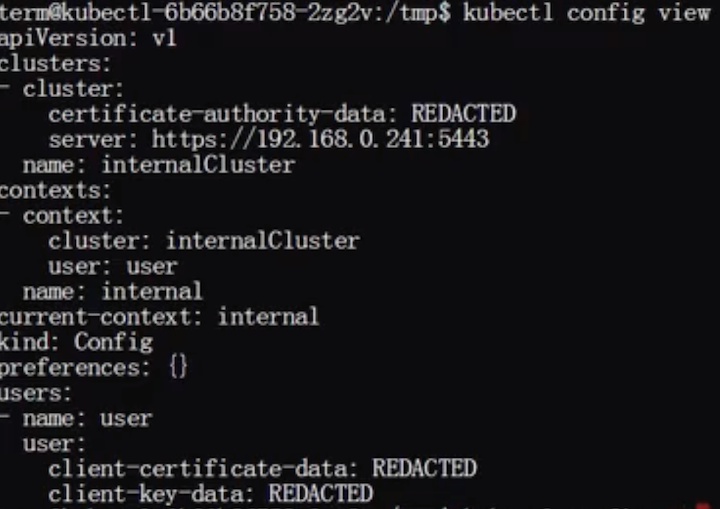 term@kubectl-6b66b8f758-2zg2v:/tmp$ kubectl config view
apiVersion: v1
clusters:
- cluster:
    certificate-authority-data: REDACTED
    server: https://192.168.0.241:5443
  name: internalCluster
contexts:
- context:
    cluster: internalCluster
    user: user
  name: internal
current-context: internal
kind: Config
preferences: {}
users:
- name: user
  user:
    client-certificate-data: REDACTED
    client-key-data: REDACTED